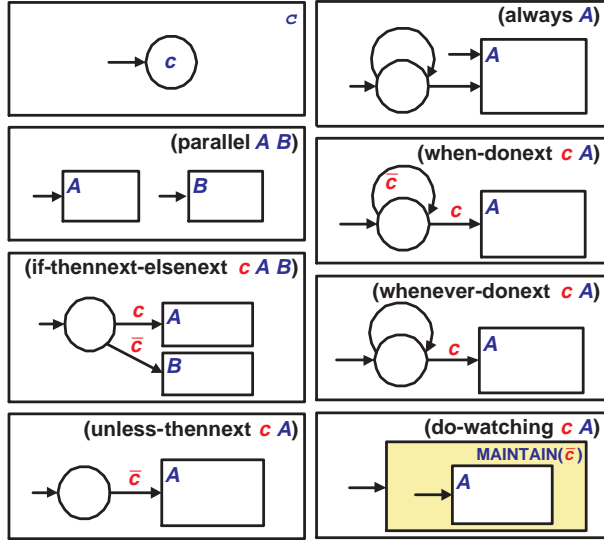 c
c
(parallel A B)
A
B
(if-thennext-elsenext c A B)
c
A
c̅
B
(unless-thennext c A)
c̅
A
(always A)
A
(when-donext c A)
c̅
A
c
(whenever-donext c A)
A
c
(do-watching c A)
MAINTAIN(c̅)
A